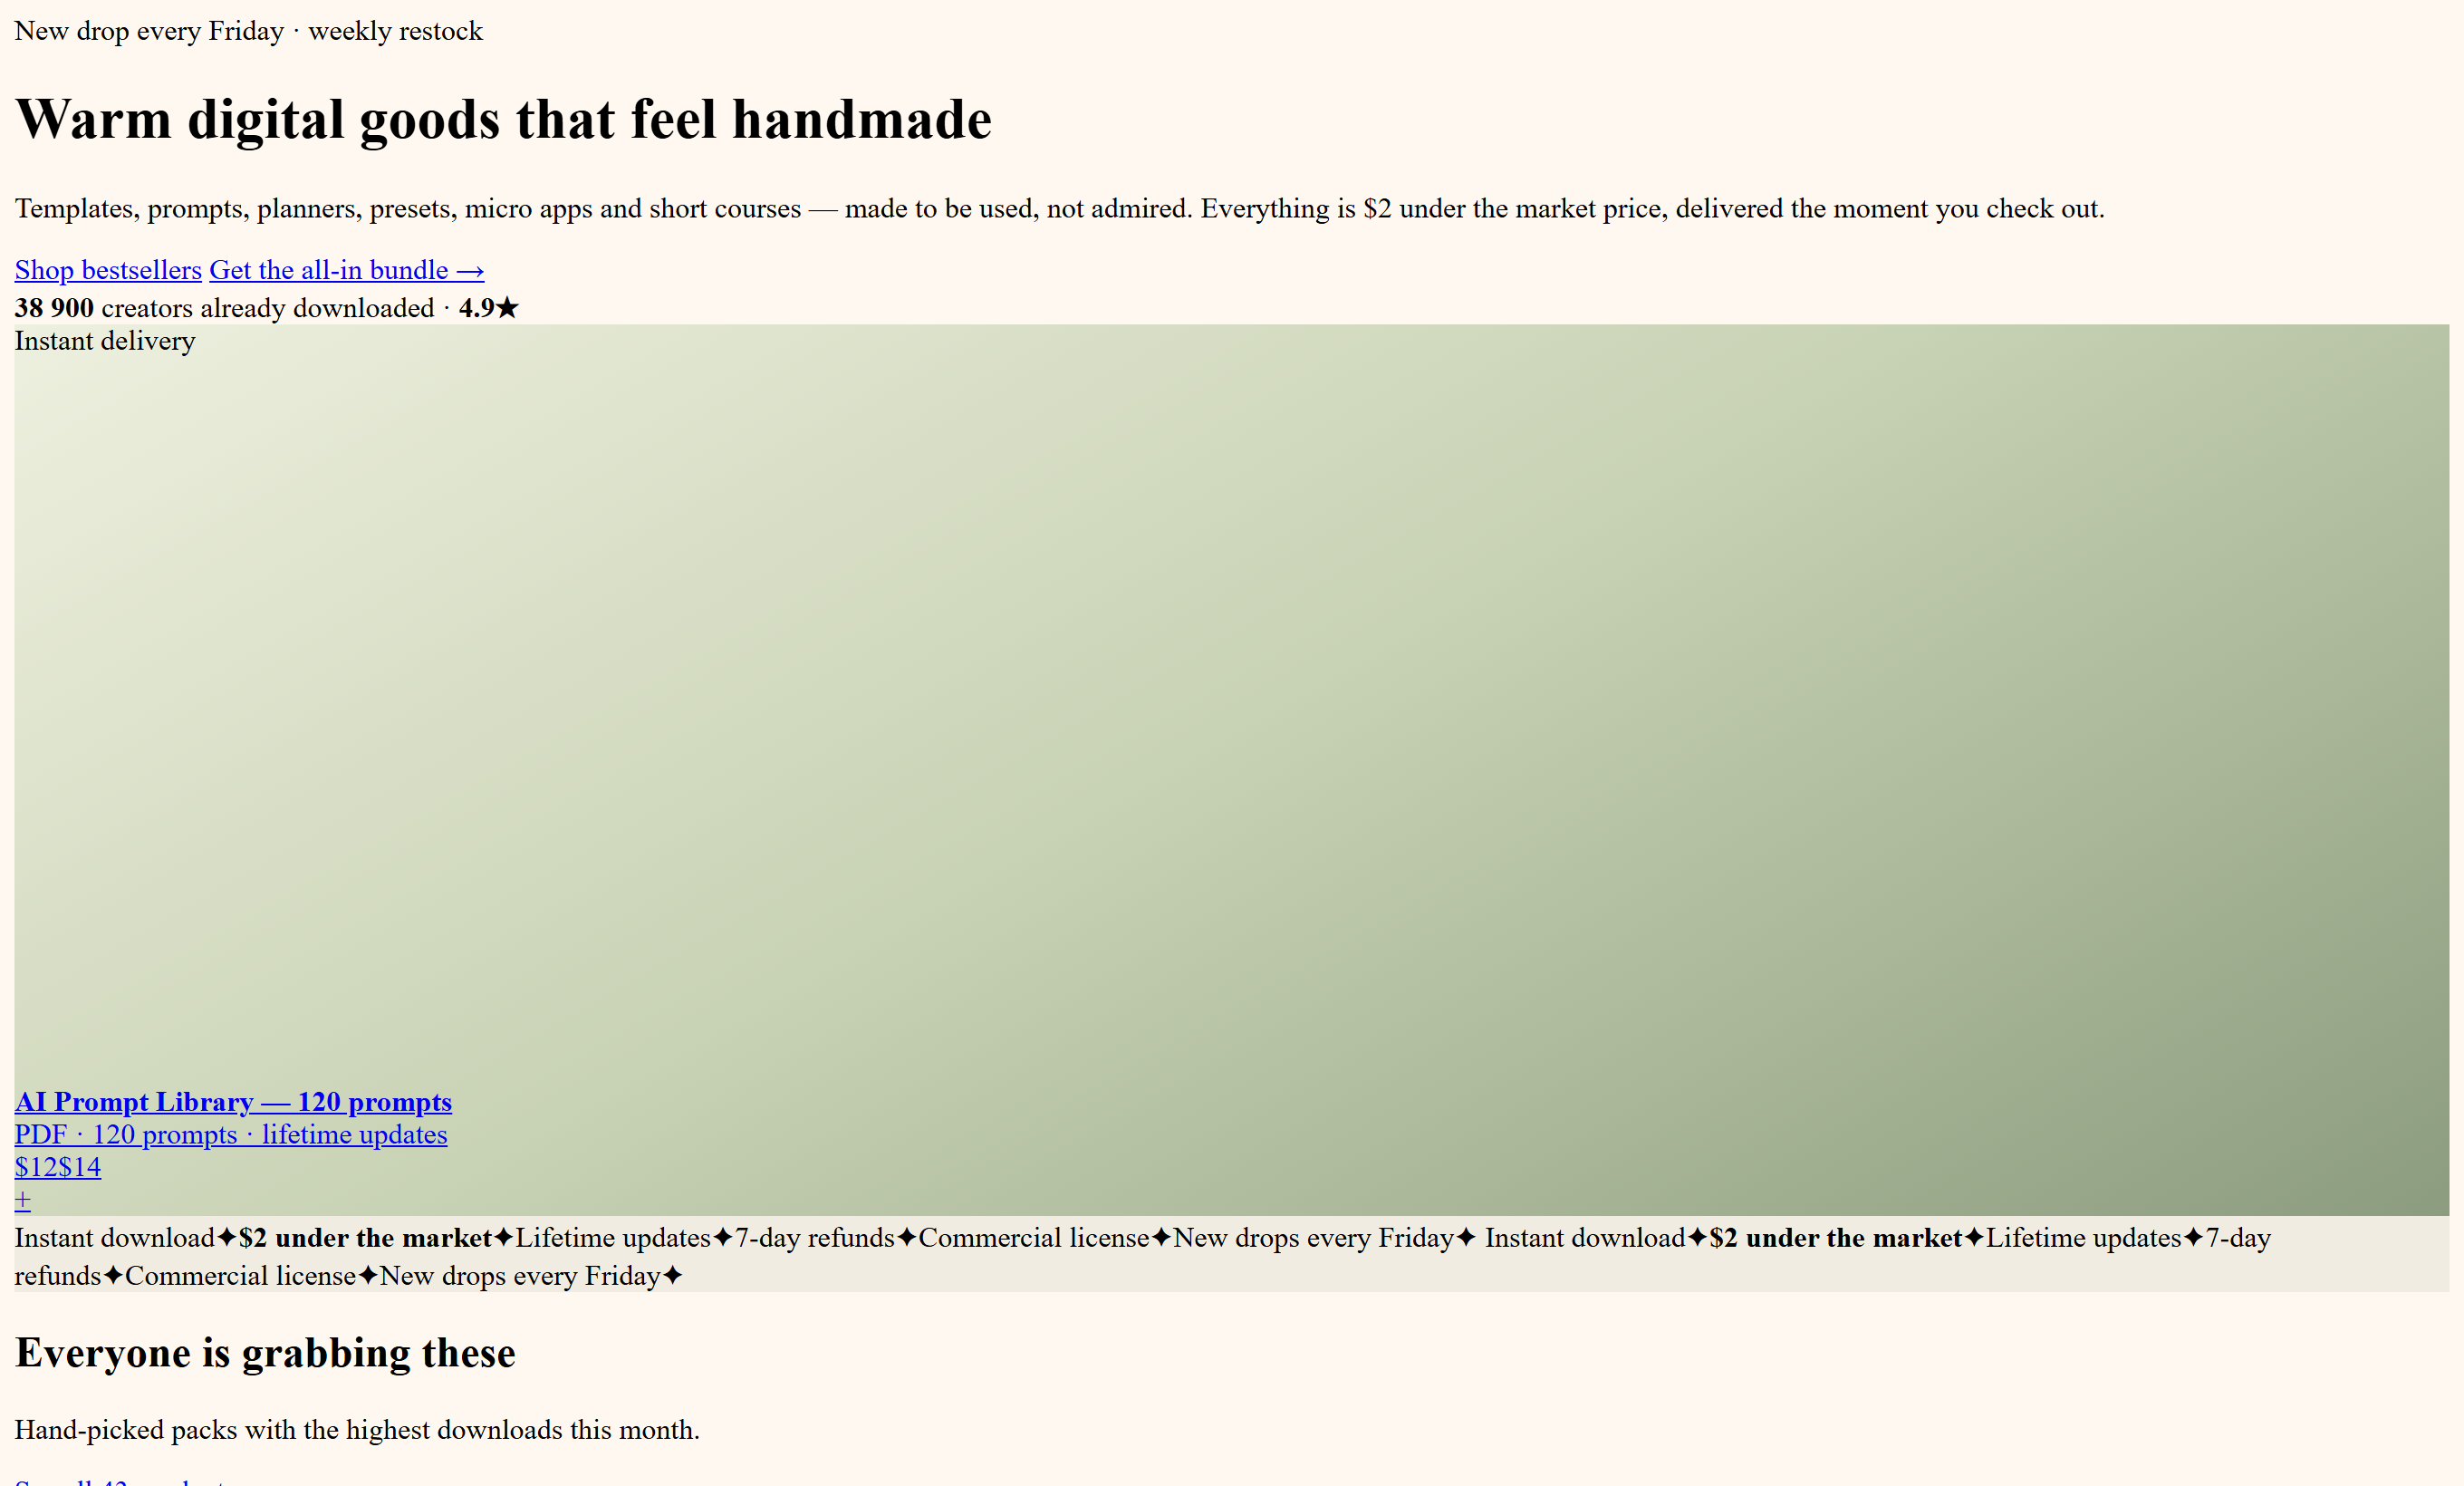 New drop every Friday · weekly restock
Warm digital goods that feel handmade
Templates, prompts, planners, presets, micro apps and short courses — made to be used, not admired. Everything is $2 under the market price, delivered the moment you check out.
Shop bestsellers Get the all-in bundle →
38 900 creators already downloaded · 4.9★
Instant delivery
AI Prompt Library — 120 prompts
PDF · 120 prompts · lifetime updates
$12$14
+
Instant download✦$2 under the market✦Lifetime updates✦7-day refunds✦Commercial license✦New drops every Friday✦ Instant download✦$2 under the market✦Lifetime updates✦7-day
refunds✦Commercial license✦New drops every Friday✦
Everyone is grabbing these
Hand-picked packs with the highest downloads this month.